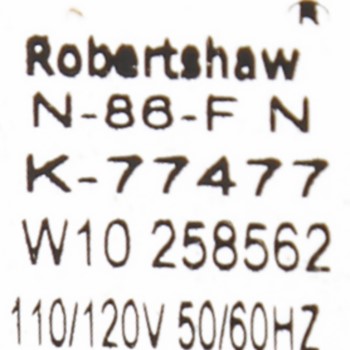 Robertshaw
N-86-F N
K-77477
W10 258562
110/120V 50/60HZ